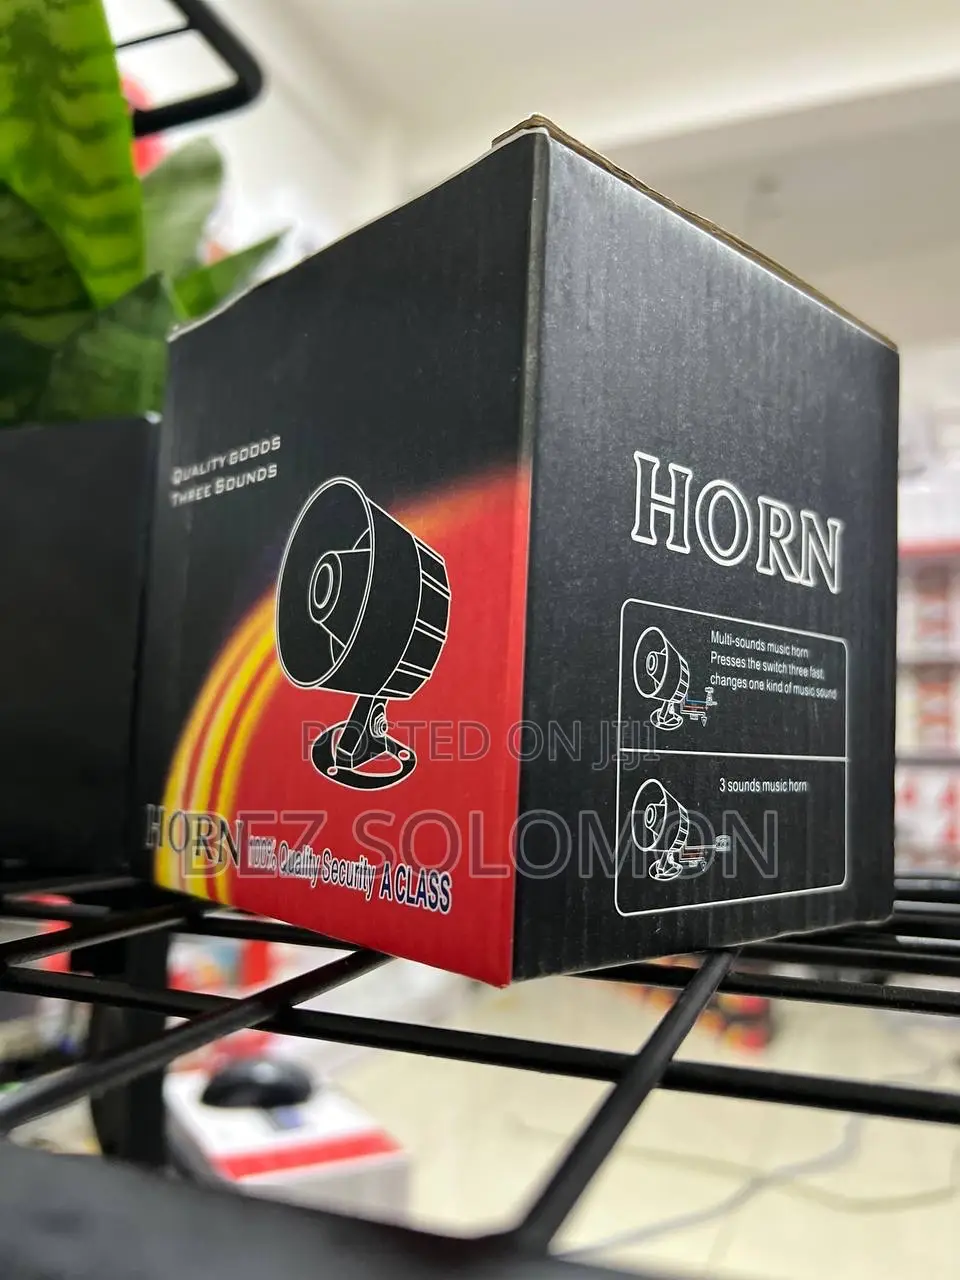 QUALITY GOODS
THREE SOUNDS
HORN
Multi-sounds music horn
Presses the switch three fast,
changes one kind of music sound
3 sounds music horn
POSTED ON JIJI
BEZ SOLOMON
HORN 100% Quality Security A CLASS